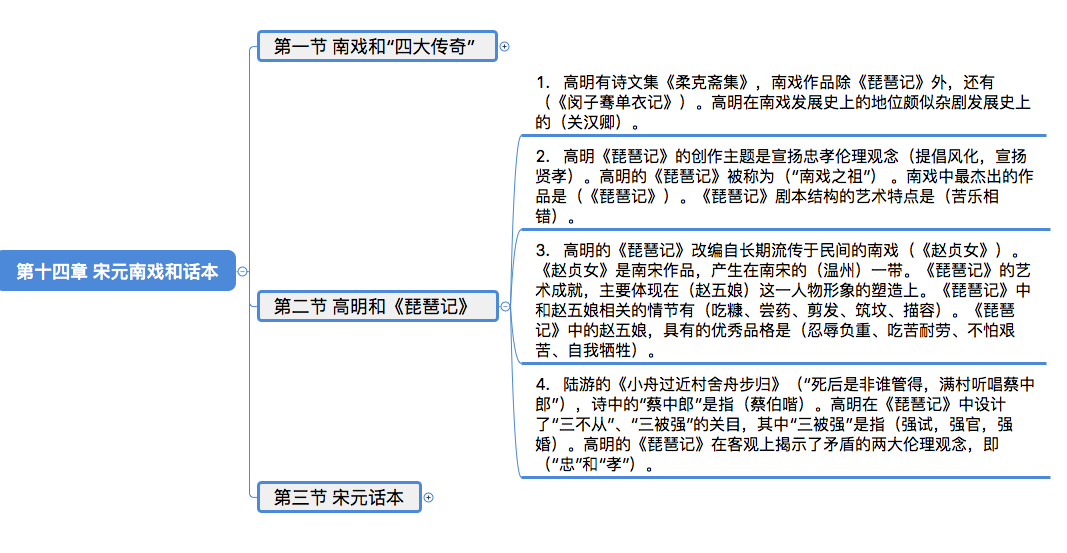 第一节 南戏和“四大传奇”
1. 高明有诗文集《柔克斋集》，南戏作品除《琵琶记》外，还有
（《闵子骞单衣记》）。高明在南戏发展史上的地位颇似杂剧发展史上
的（关汉卿）。
2. 高明《琵琶记》的创作主题是宣扬忠孝伦理观念（提倡风化，宣扬
贤孝）。高明的《琵琶记》被称为（“南戏之祖”） 。南戏中最杰出的作
品是（《琵琶记》）。《琵琶记》剧本结构的艺术特点是（苦乐相
错）。
第十四章 宋元南戏和话本
第二节 高明和《琵琶记》
3. 高明的《琵琶记》改编自长期流传于民间的南戏（《赵贞女》）。
《赵贞女》是南宋作品，产生在南宋的（温州）一带。《琵琶记》的艺
术成就，主要体现在（赵五娘）这一人物形象的塑造上。《琵琶记》中
和赵五娘相关的情节有（吃糠、尝药、剪发、筑坟、描容）。《琵琶
记》中的赵五娘，具有的优秀品格是（忍辱负重、吃苦耐劳、不怕艰
苦、自我牺牲）。
4. 陆游的《小舟过近村舍舟步归》（“死后是非谁管得，满村听唱蔡中
郎”），诗中的“蔡中郎”是指（蔡伯喈）。高明在《琵琶记》中设计
了“三不从”、“三被强”的关目，其中“三被强”是指（强试，强官，强
婚）。高明的《琵琶记》在客观上揭示了矛盾的两大伦理观念，即
（“忠”和“孝”）。
第三节 宋元话本